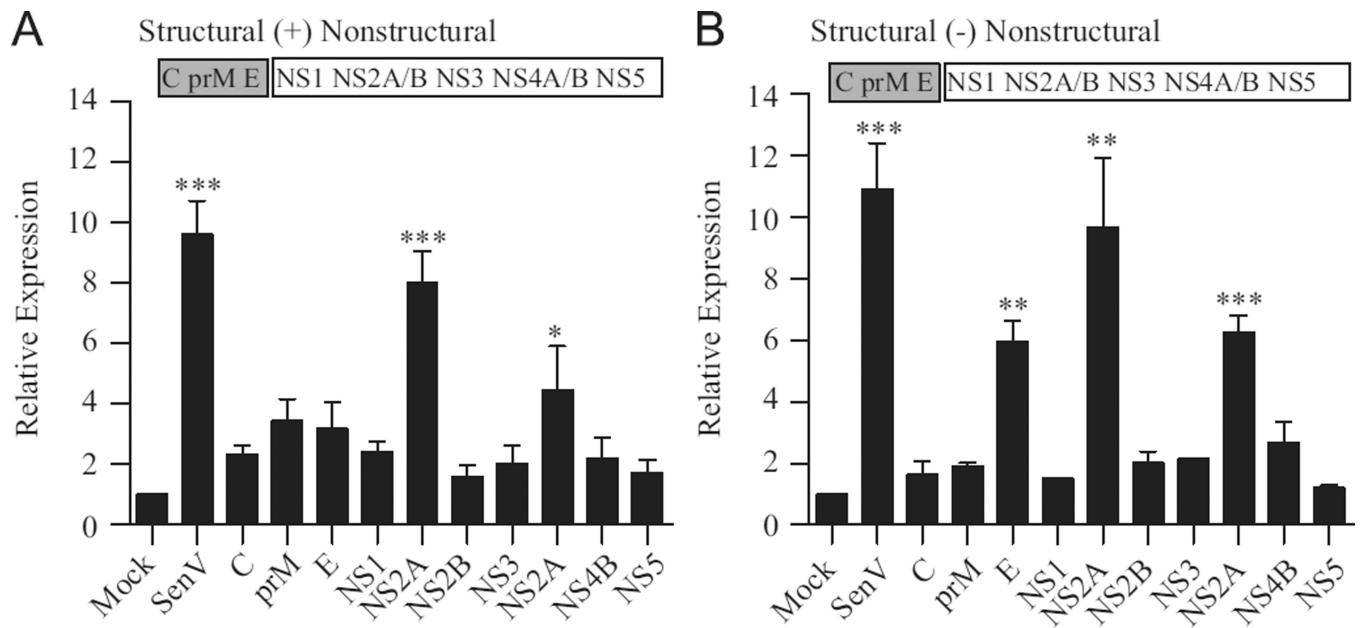 A
Structural (+) Nonstructural
C prM E NS1 NS2A/B NS3 NS4A/B NS5
Relative Expression
14
12
10
8
6
4
2
0
***
***
*
Mock SenV C prM E NS1 NS2A NS2B NS3 NS2A NS4B NS5
B
Structural (-) Nonstructural
C prM E NS1 NS2A/B NS3 NS4A/B NS5
Relative Expression
14
12
10
8
6
4
2
0
***
**
**
***
Mock SenV C prM E NS1 NS2A NS2B NS3 NS2A NS4B NS5